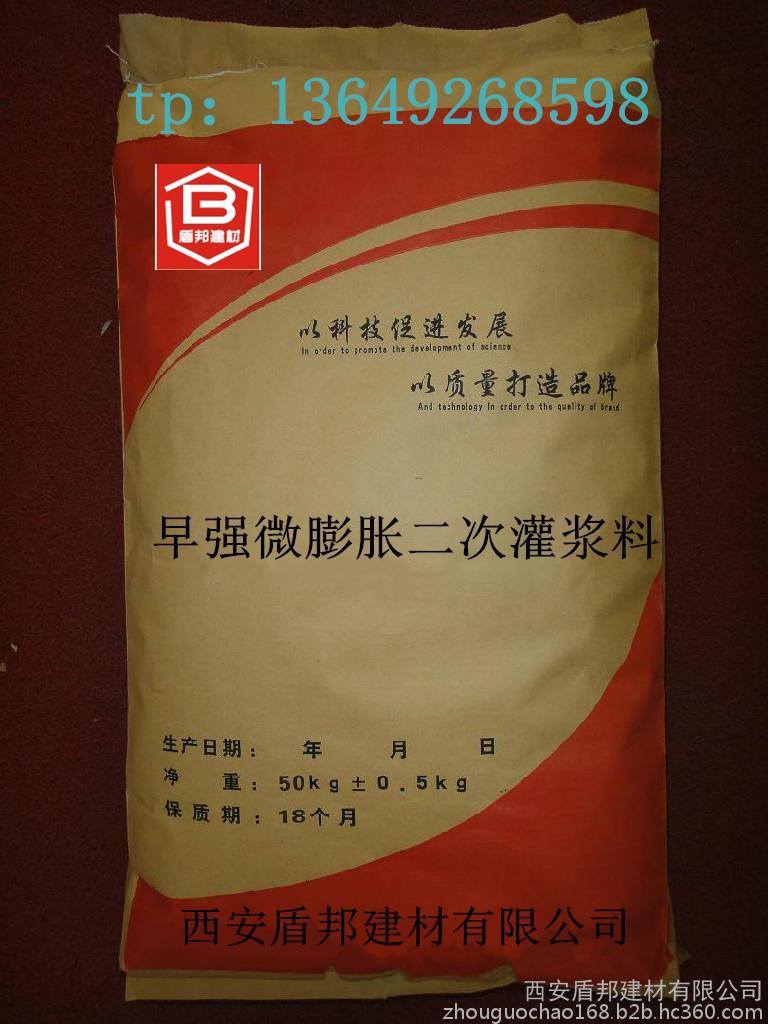 tp: 13649268598
B
盾邦建材
以科技促进发展
In order to promote the development of science
以质量打造品牌
And technology In order to the quality of brand
早强微膨胀二次灌浆料
生产日期： 年 月 日
净 重：50kg±0.5kg
保质期：18个月
西安盾邦建材有限公司
西安盾邦建材有限公司
zhouguochao168.b2b.hc360.com